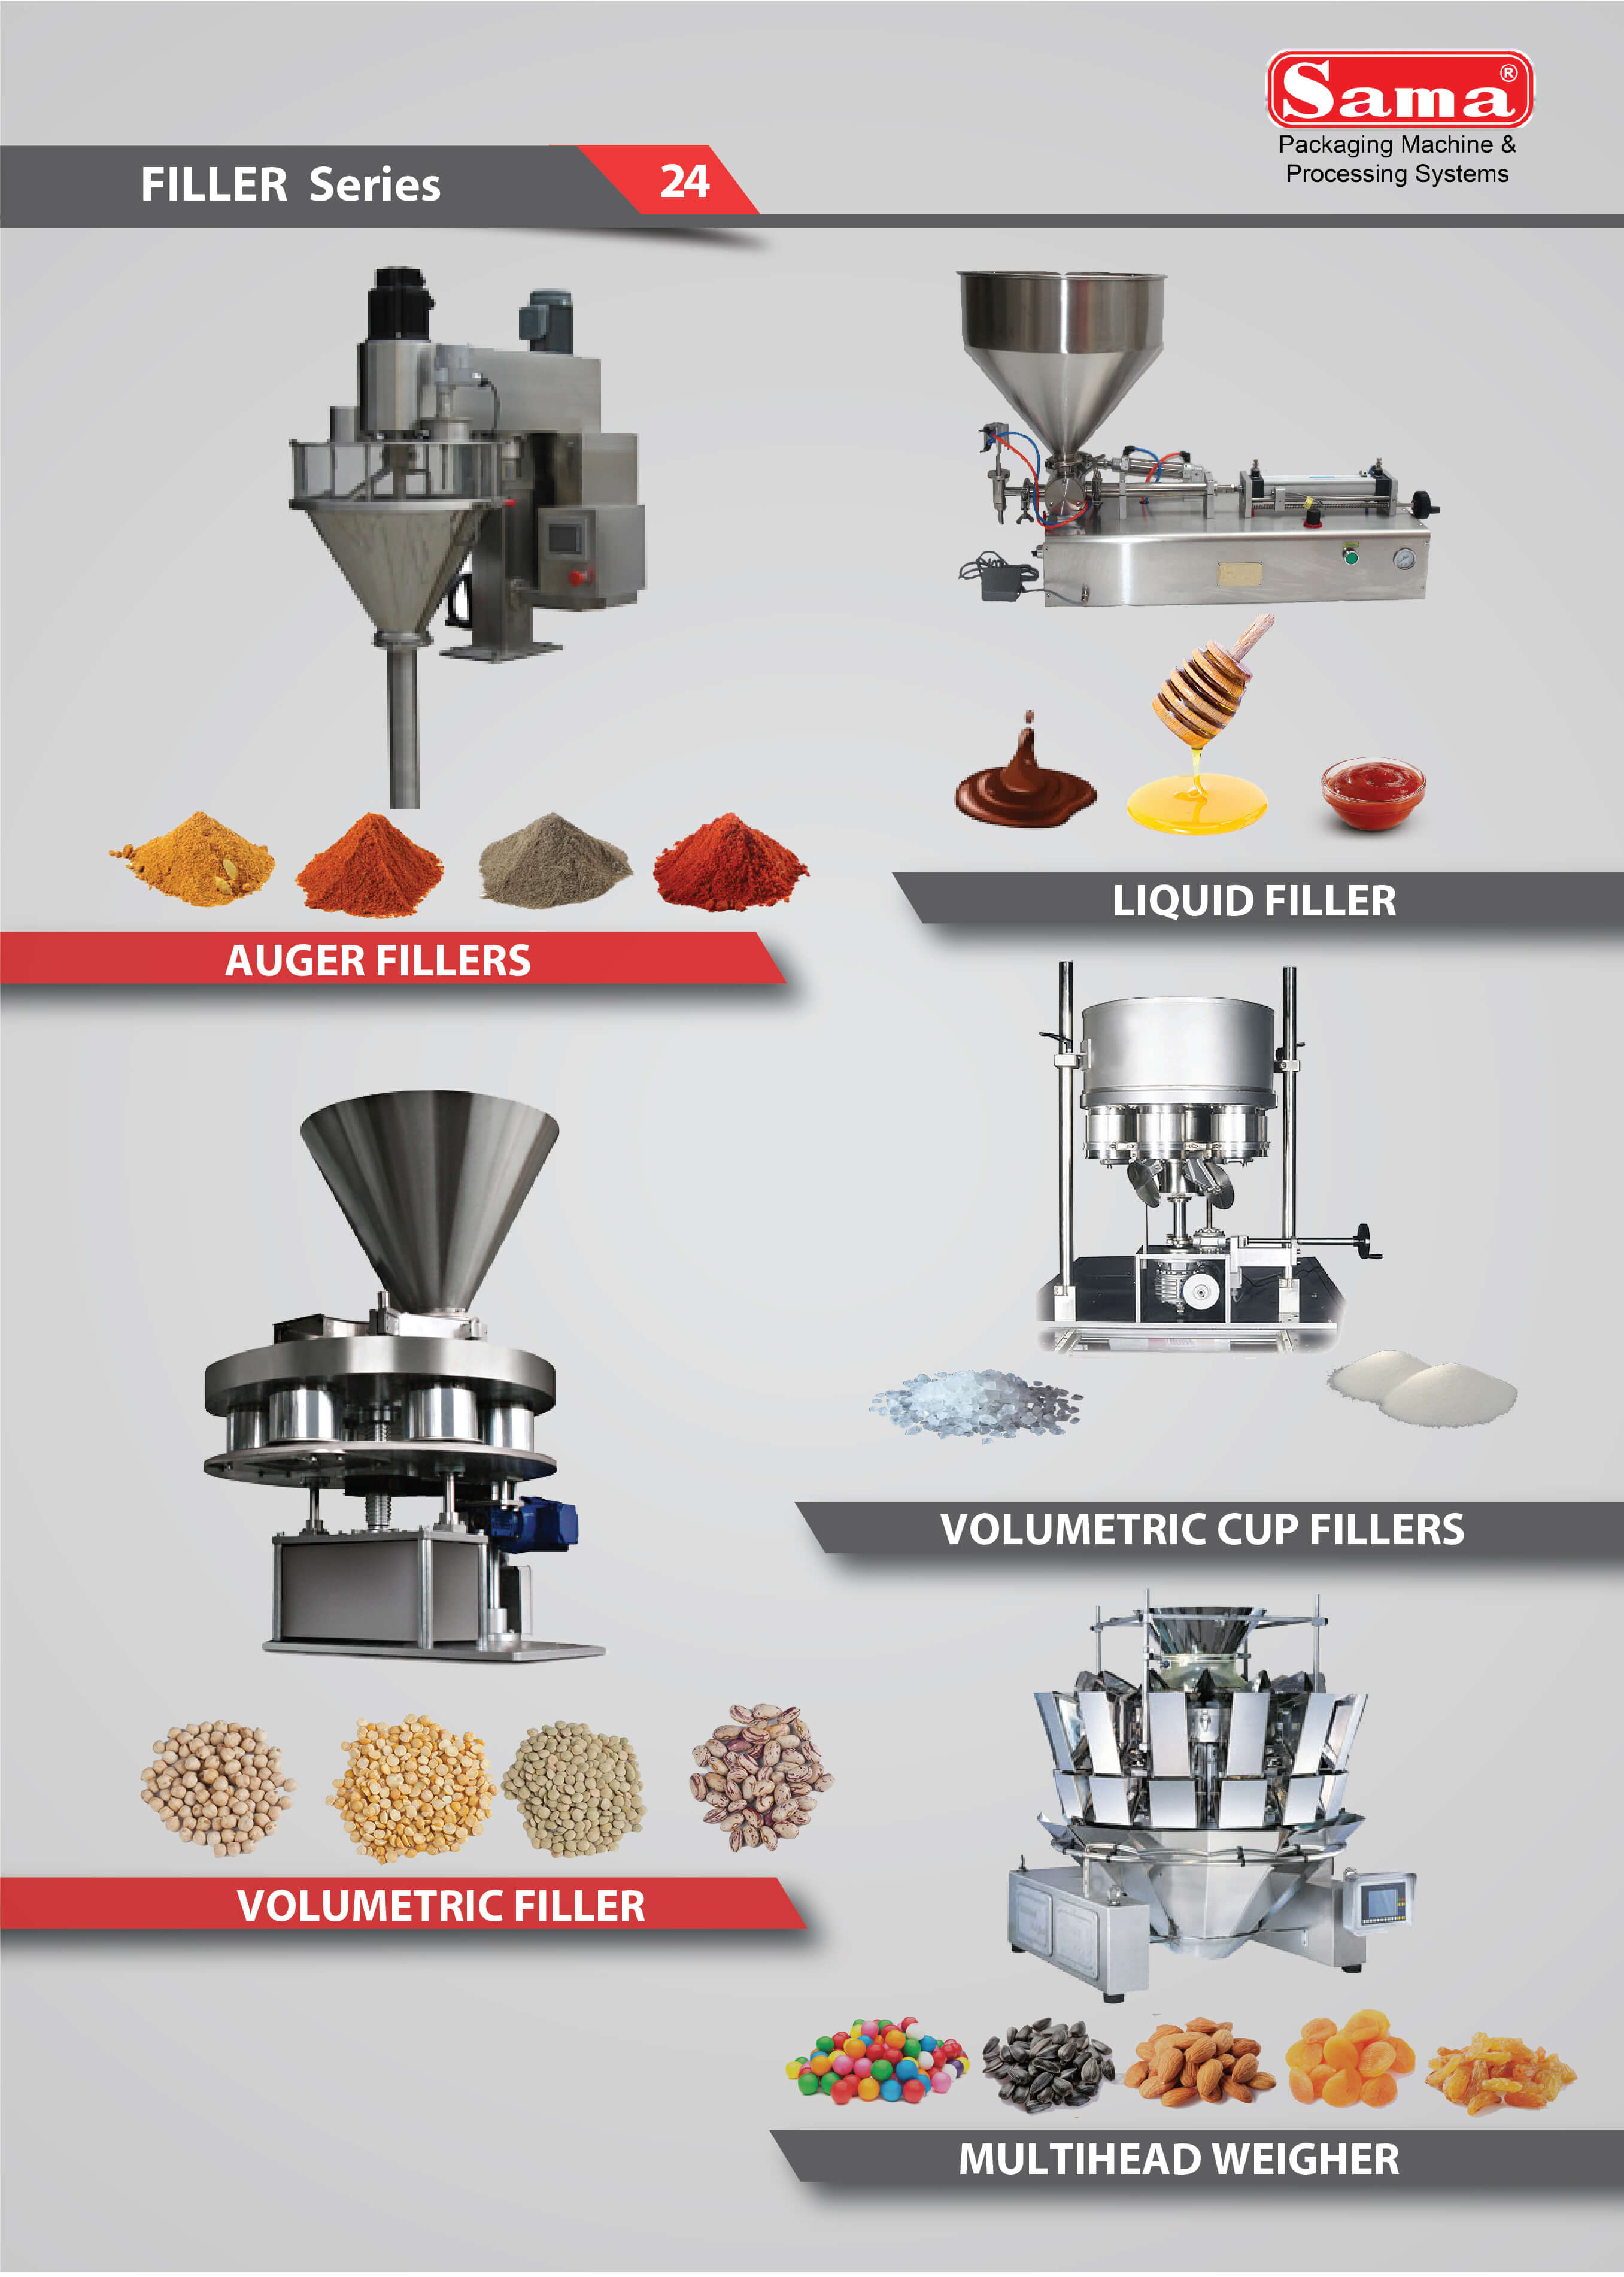 Sama®
Packaging Machine &
Processing Systems
FILLER Series
24
LIQUID FILLER
AUGER FILLERS
VOLUMETRIC CUP FILLERS
VOLUMETRIC FILLER
MULTIHEAD WEIGHER